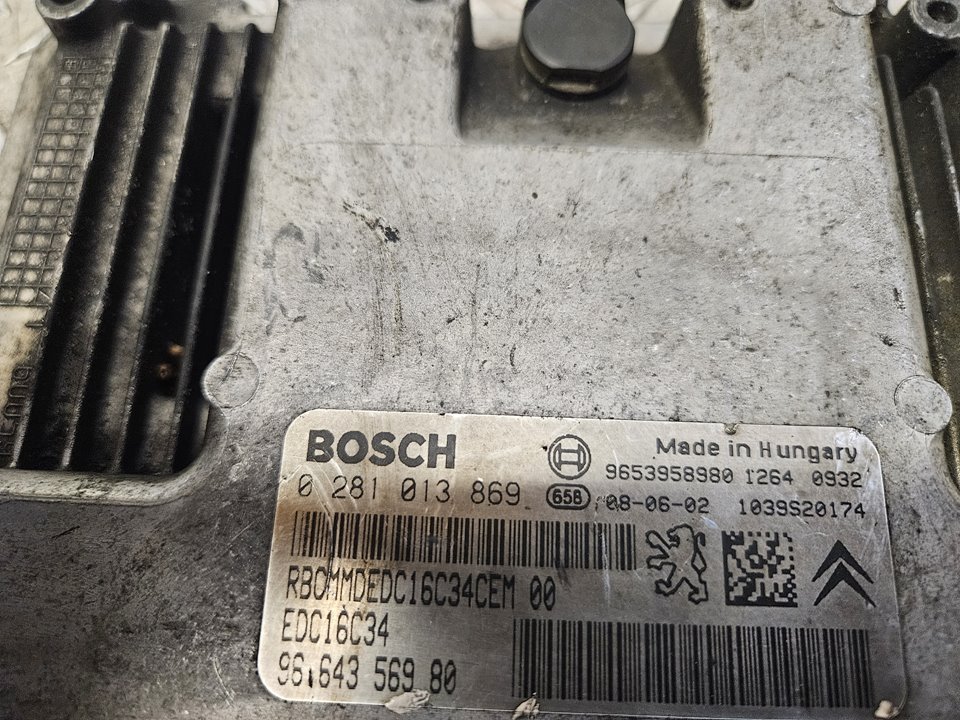 BOSCH
Made in Hungary
9653958980 1264 0932
0 281 013 869
658
08-06-02 1039S20174
RBOMMDEDC16C34CEM 00
EDC16C34
96 643 569 80